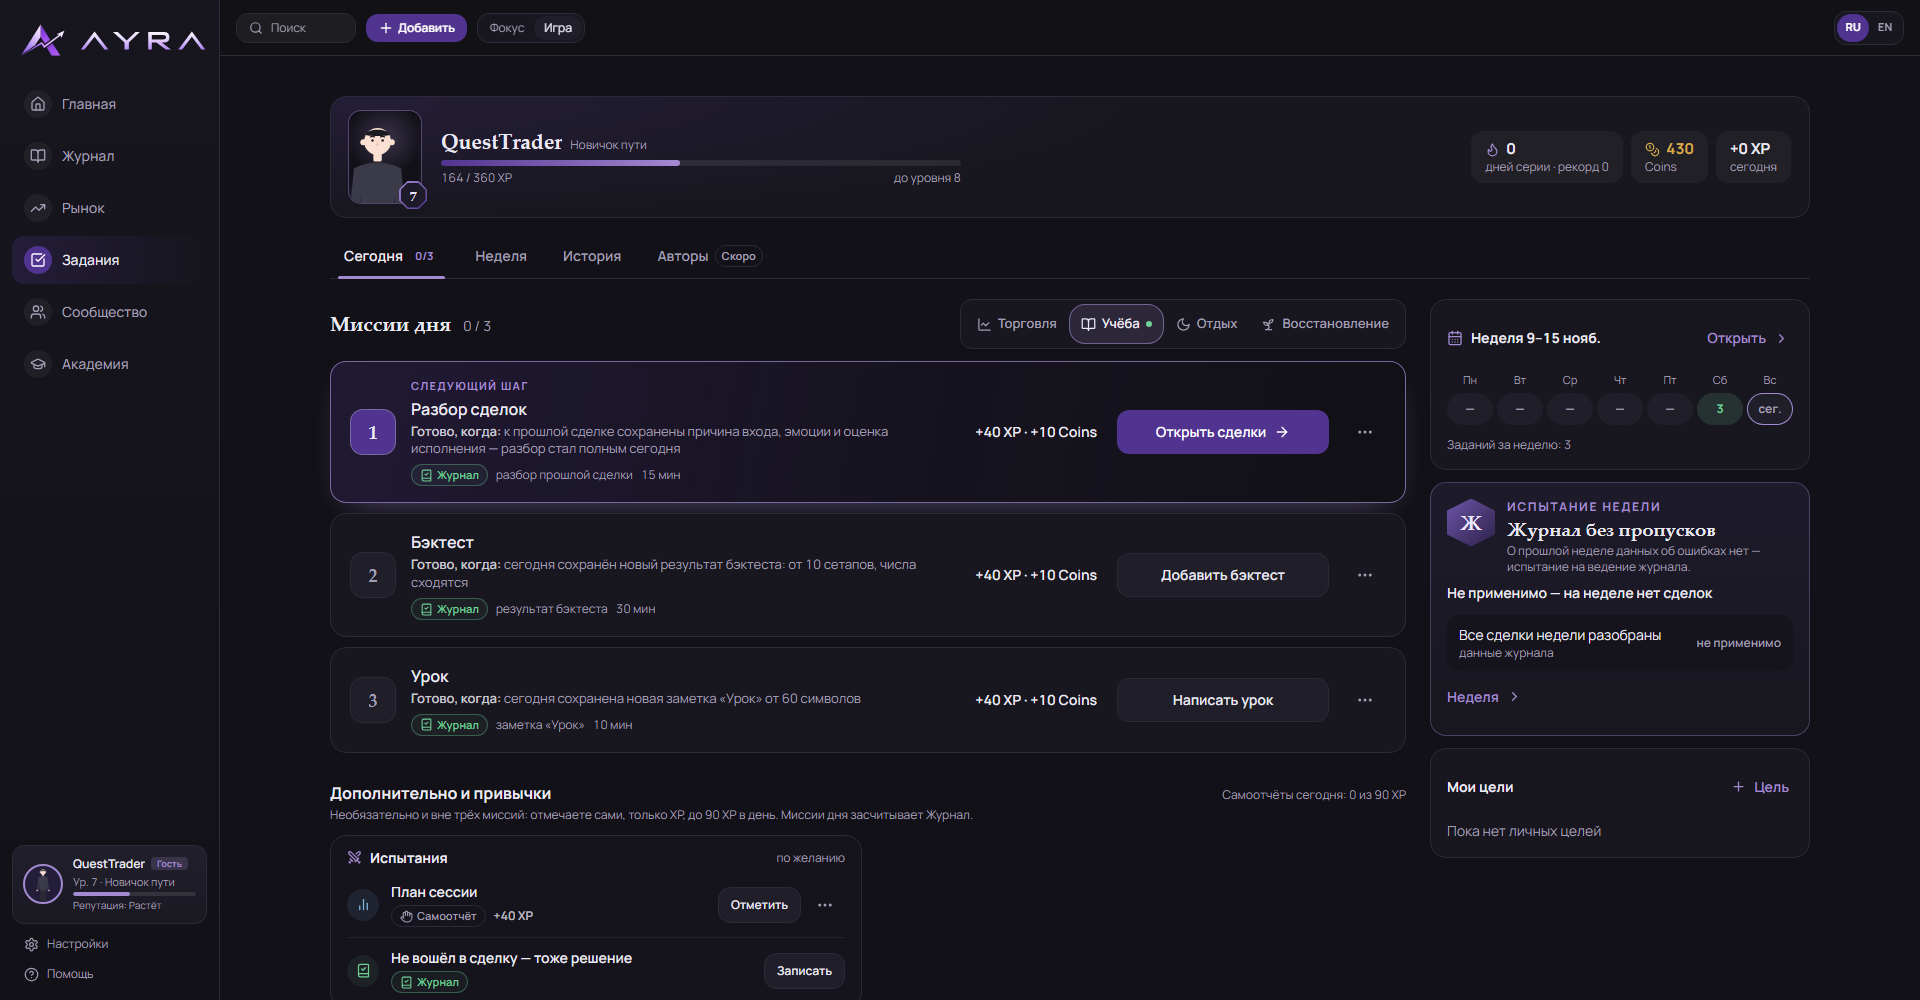 AYRA
Поиск
Добавить
Фокус
Игра
RU
EN
Главная
Журнал
Рынок
Задания
Сообщество
Академия
QuestTrader Гость
Ур. 7 · Новичок пути
Репутация: Растёт
Настройки
Помощь
QuestTrader Новичок пути
164 / 360 XP
до уровня 8
7
0
дней серии · рекорд 0
430
Coins
+0 XP
сегодня
Сегодня 0/3
Неделя
История
Авторы Скоро
Миссии дня 0 / 3
Торговля
Учёба
Отдых
Восстановление
1
СЛЕДУЮЩИЙ ШАГ
Разбор сделок
Готово, когда: к прошлой сделке сохранены причина входа, эмоции и оценка
исполнения — разбор стал полным сегодня
Журнал разбор прошлой сделки 15 мин
+40 XP · +10 Coins
Открыть сделки
2
Бэктест
Готово, когда: сегодня сохранён новый результат бэктеста: от 10 сетапов, числа
сходятся
Журнал результат бэктеста 30 мин
+40 XP · +10 Coins
Добавить бэктест
3
Урок
Готово, когда: сегодня сохранена новая заметка «Урок» от 60 символов
Журнал заметка «Урок» 10 мин
+40 XP · +10 Coins
Написать урок
Дополнительно и привычки
Самоотчёты сегодня: 0 из 90 XP
Необязательно и вне трёх миссий: отмечаете сами, только XP, до 90 XP в день. Миссии дня засчитывает Журнал.
Испытания
по желанию
План сессии
Самоотчёт +40 XP
Отметить
Не вошёл в сделку — тоже решение
Журнал
Записать
Неделя 9–15 нояб.
Открыть
Пн Вт Ср Чт Пт Сб Вс
– – – – – 3 сег.
Заданий за неделю: 3
Ж
ИСПЫТАНИЕ НЕДЕЛИ
Журнал без пропусков
О прошлой неделе данных об ошибках нет —
испытание на ведение журнала.
Не применимо — на неделе нет сделок
Все сделки недели разобраны
данные журнала
не применимо
Неделя
Мои цели
Цель
Пока нет личных целей